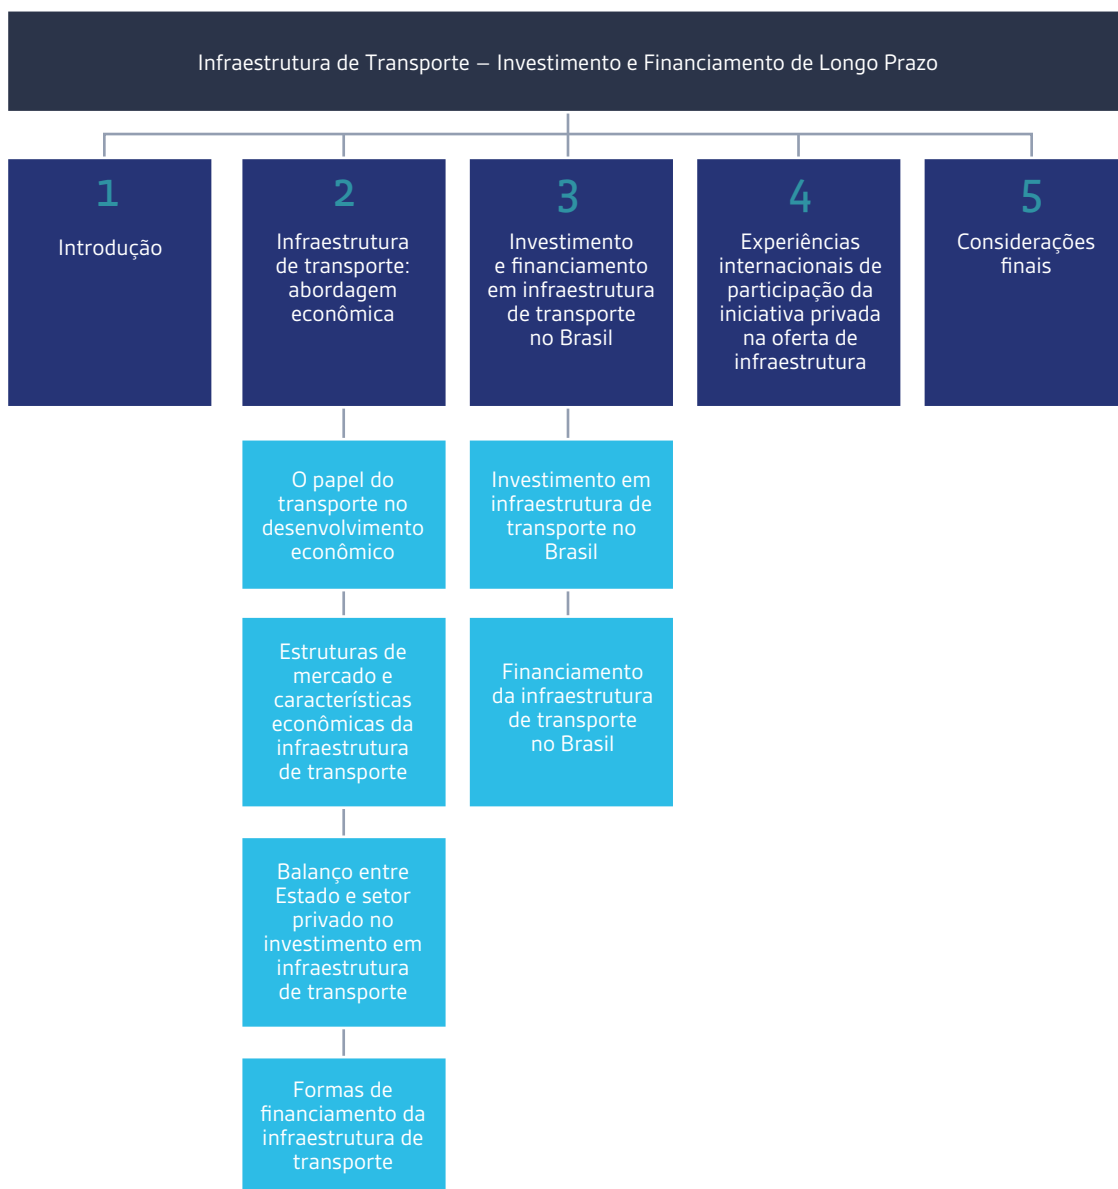 Infraestrutura de Transporte – Investimento e Financiamento de Longo Prazo
1
Introdução
2
Infraestrutura
de transporte:
abordagem
econômica
3
Investimento
e financiamento
em infraestrutura
de transporte
no Brasil
4
Experiências
internacionais de
participação da
iniciativa privada
na oferta de
infraestrutura
5
Considerações
finais
O papel do
transporte no
desenvolvimento
econômico
Estruturas de
mercado e
características
econômicas da
infraestrutura
de transporte
Balanço entre
Estado e setor
privado no
investimento em
infraestrutura
de transporte
Formas de
financiamento da
infraestrutura de
transporte
Investimento em
infraestrutura de
transporte no
Brasil
Financiamento
da infraestrutura
de transporte
no Brasil